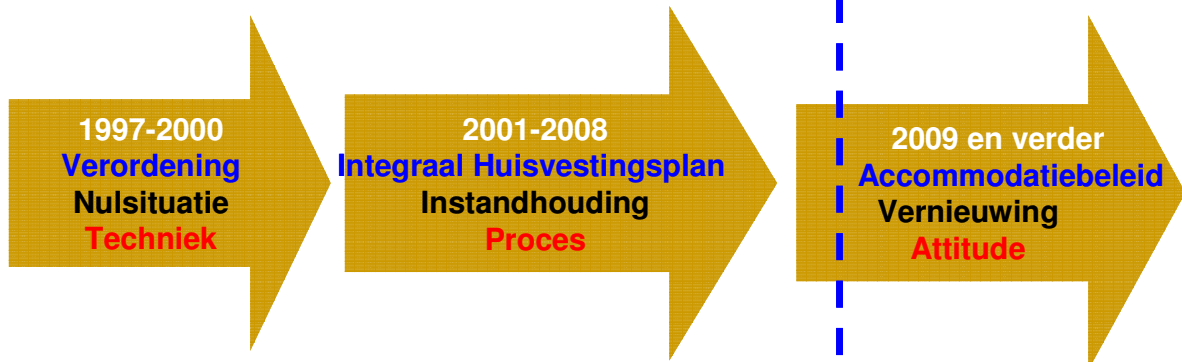 1997-2000
Verordening
Nulsituatie
Techniek
2001-2008
Integraal Huisvestingsplan
Instandhouding
Proces
2009 en verder
Accommodatiebeleid
Vernieuwing
Attitude